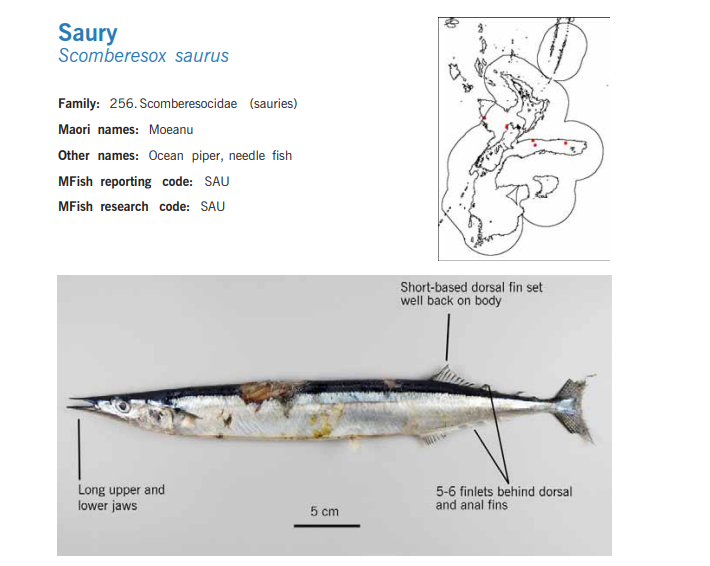 Saury
Scomberesox saurus
Family: 256. Scomberesocidae (sauries)
Maori names: Moeanu
Other names: Ocean piper, needle fish
MFish reporting code: SAU
MFish research code: SAU
Short-based dorsal fin set
well back on body
Long upper and
lower jaws
5 cm
5-6 finlets behind dorsal
and anal fins